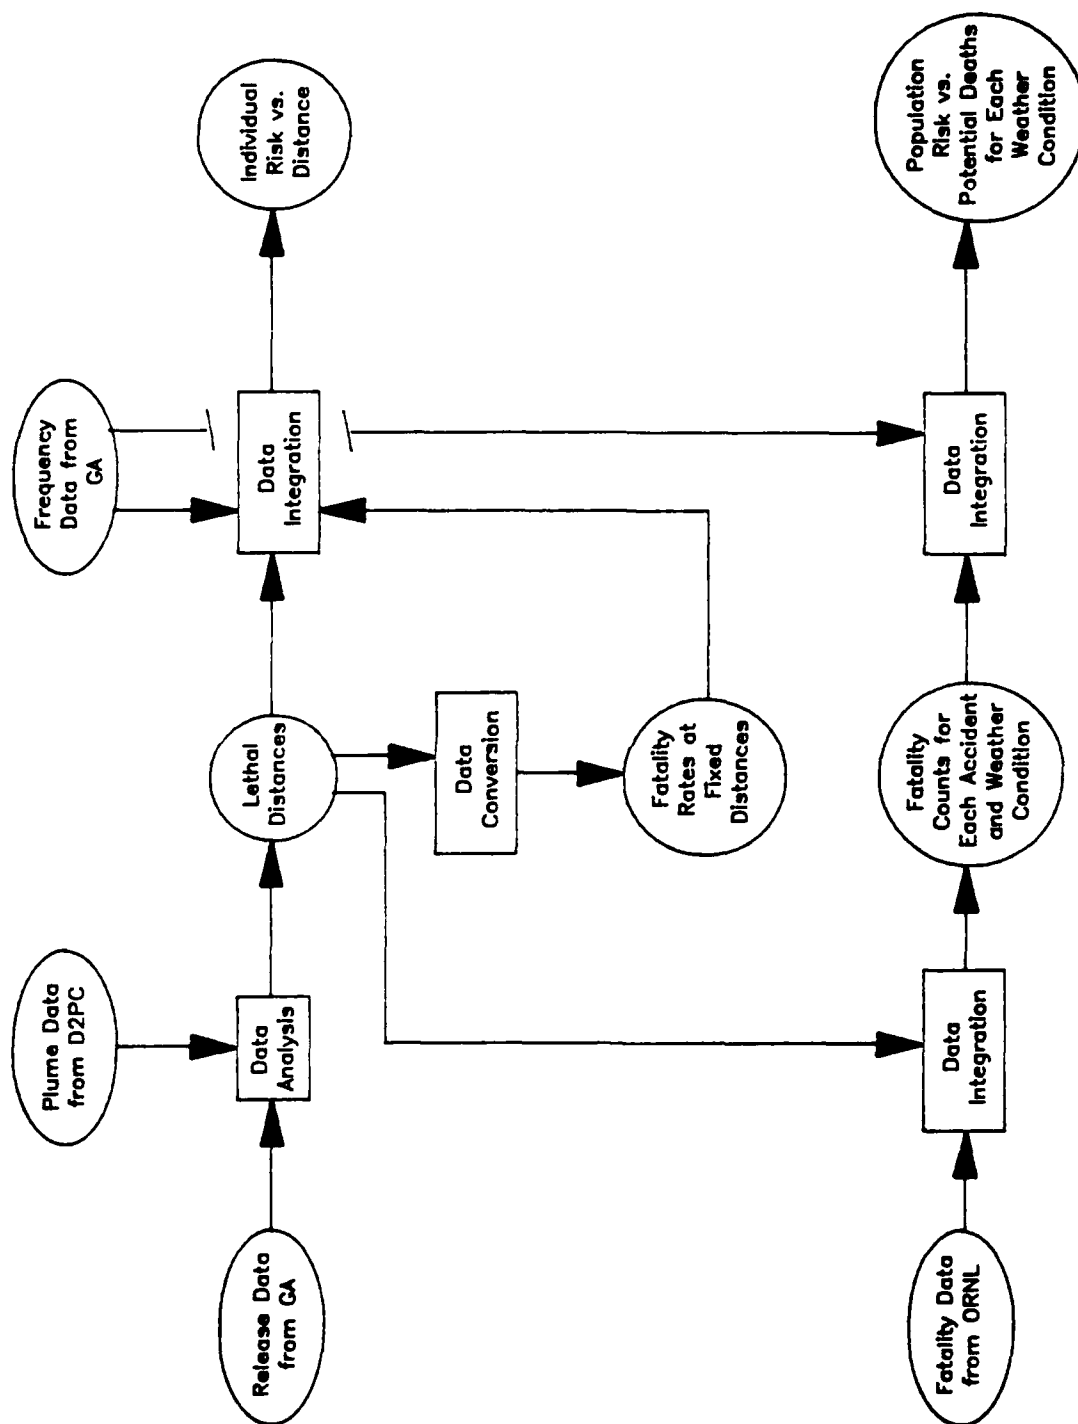 Release Data
from GA
Plume Data
from D2PC
Data
Analysis
Lethal
Distances
Data
Conversion
Fatality
Rates at
Fixed
Distances
Frequency
Data from
GA
Data
Integration
Individual
Risk vs.
Distance
Fatality Data
from ORNL
Data
Integration
Fatality
Counts for
Each Accident
and Weather
Condition
Data
Integration
Population
Risk vs.
Potential Deaths
for Each
Weather
Condition